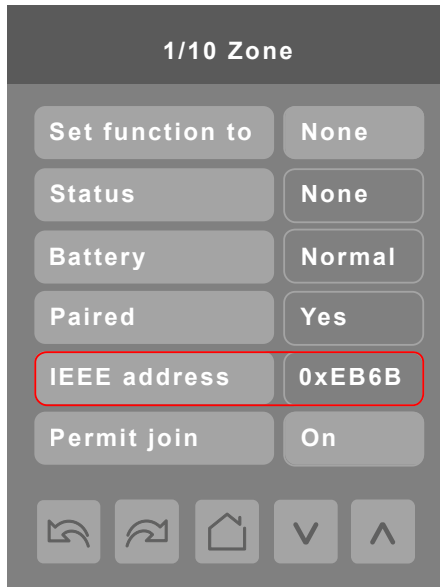 1/10 Zone
Set function to None
Status None
Battery Normal
Paired Yes
IEEE address 0xEB6B
Permit join On